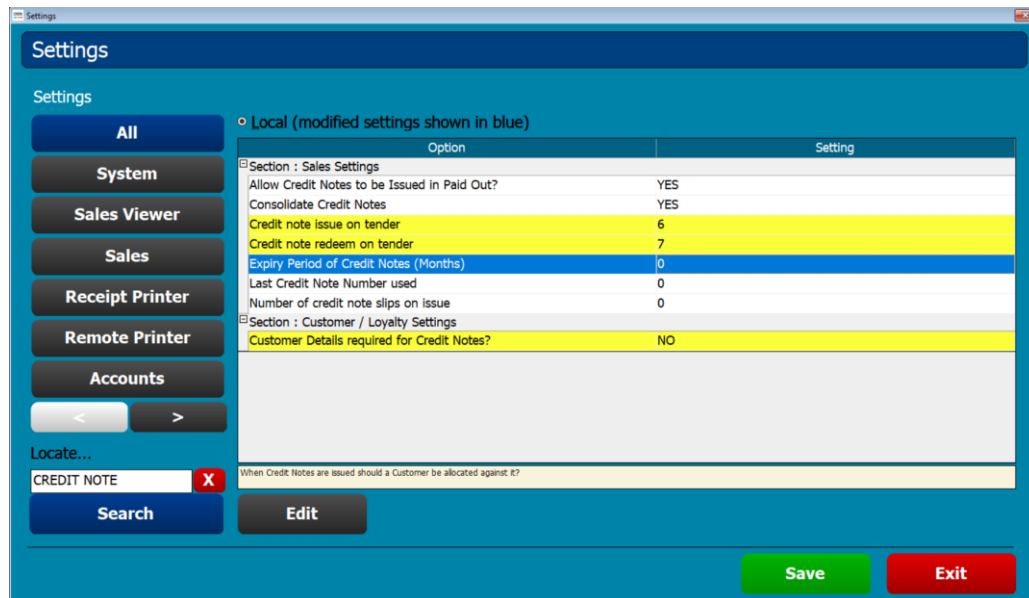 Settings
Settings
Settings
All
System
Sales Viewer
Sales
Receipt Printer
Remote Printer
Accounts
< >
Locate...
CREDIT NOTE X
Search
Local (modified settings shown in blue)
Option Setting
Section : Sales Settings
Allow Credit Notes to be Issued in Paid Out? YES
Consolidate Credit Notes YES
Credit note issue on tender 6
Credit note redeem on tender 7
Expiry Period of Credit Notes (Months) 0
Last Credit Note Number used 0
Number of credit note slips on issue 0
Section : Customer / Loyalty Settings
Customer Details required for Credit Notes? NO
When Credit Notes are issued should a Customer be allocated against it?
Edit
Save Exit